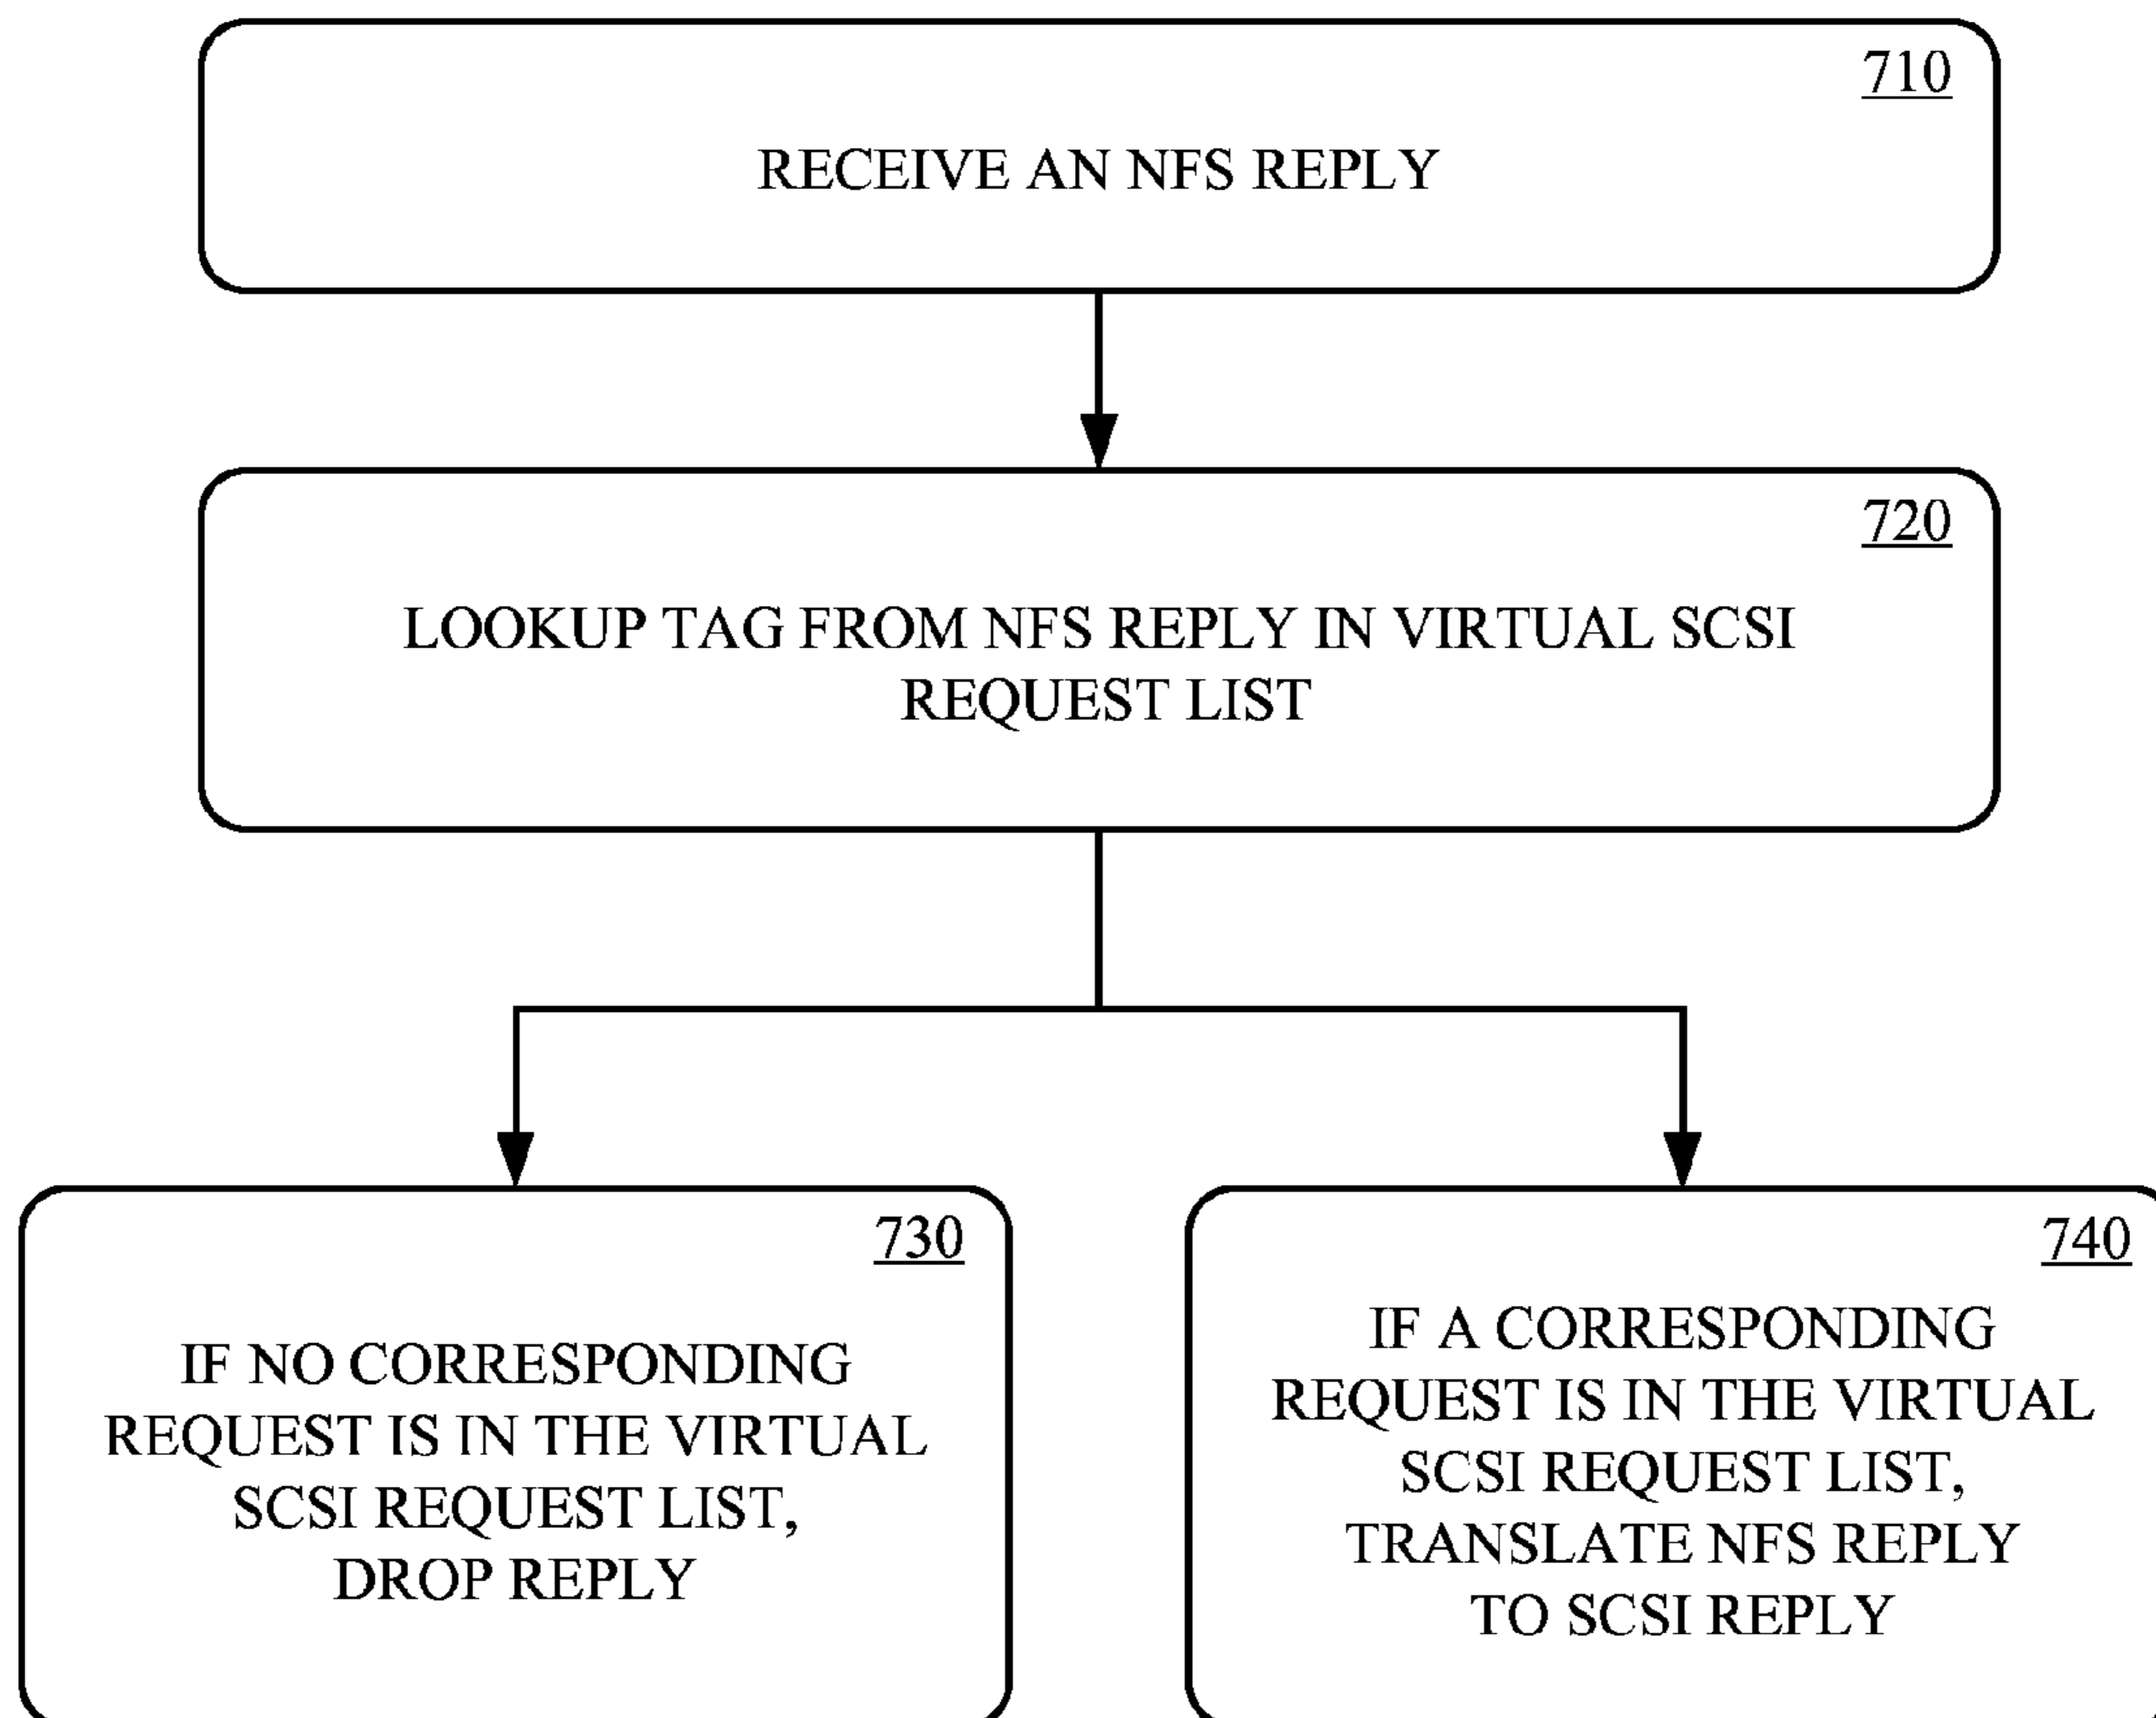 710
RECEIVE AN NFS REPLY
720
LOOKUP TAG FROM NFS REPLY IN VIRTUAL SCSI
REQUEST LIST
730
IF NO CORRESPONDING
REQUEST IS IN THE VIRTUAL
SCSI REQUEST LIST,
DROP REPLY
740
IF A CORRESPONDING
REQUEST IS IN THE VIRTUAL
SCSI REQUEST LIST,
TRANSLATE NFS REPLY
TO SCSI REPLY